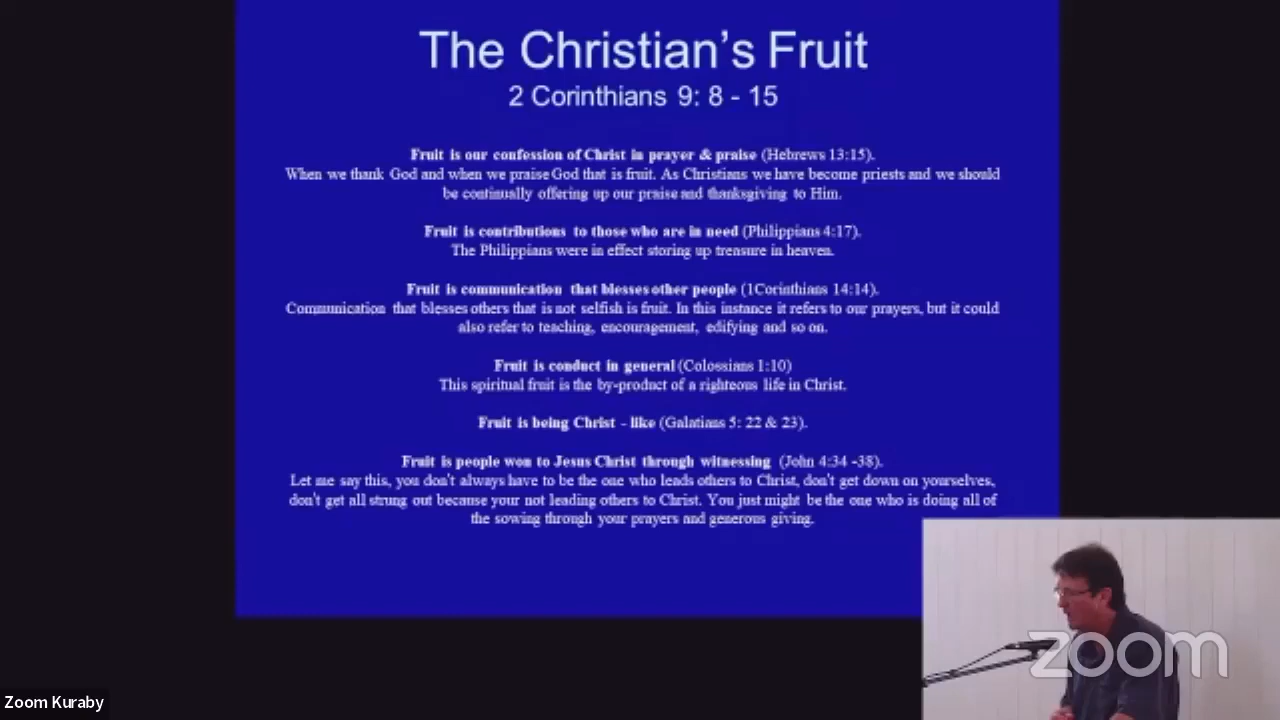 The Christian's Fruit
2 Corinthians 9: 8 - 15
Fruit is our confession of Christ in prayer & praise (Hebrews 13:15).
When we thank God and when we praise God that is fruit. As Christians we have become priests and we should
be continually offering up our praise and thanksgiving to Him.
Fruit is contributions to those who are in need (Philippians 4:17).
The Philippians were in effect storing up treasure in heaven.
Fruit is communication that blesses other people (1Corinthians 14:14).
Communication that blesses others that is not selfish is fruit. In this instance it refers to our prayers, but it could
also refer to teaching, encouragement, edifying and so on.
Fruit is conduct in general (Colossians 1:10)
This spiritual fruit is the by-product of a righteous life in Christ.
Fruit is being Christ - like (Galatians 5: 22 & 23).
Fruit is people won to Jesus Christ through witnessing (John 4:34 -38).
Let me say this, you don't always have to be the one who leads others to Christ, don't get down on yourselves,
don't get all strung out because your not leading others to Christ. You just might be the one who is doing all of
the sowing through your prayers and generous giving.
zoom
Zoom Kuraby